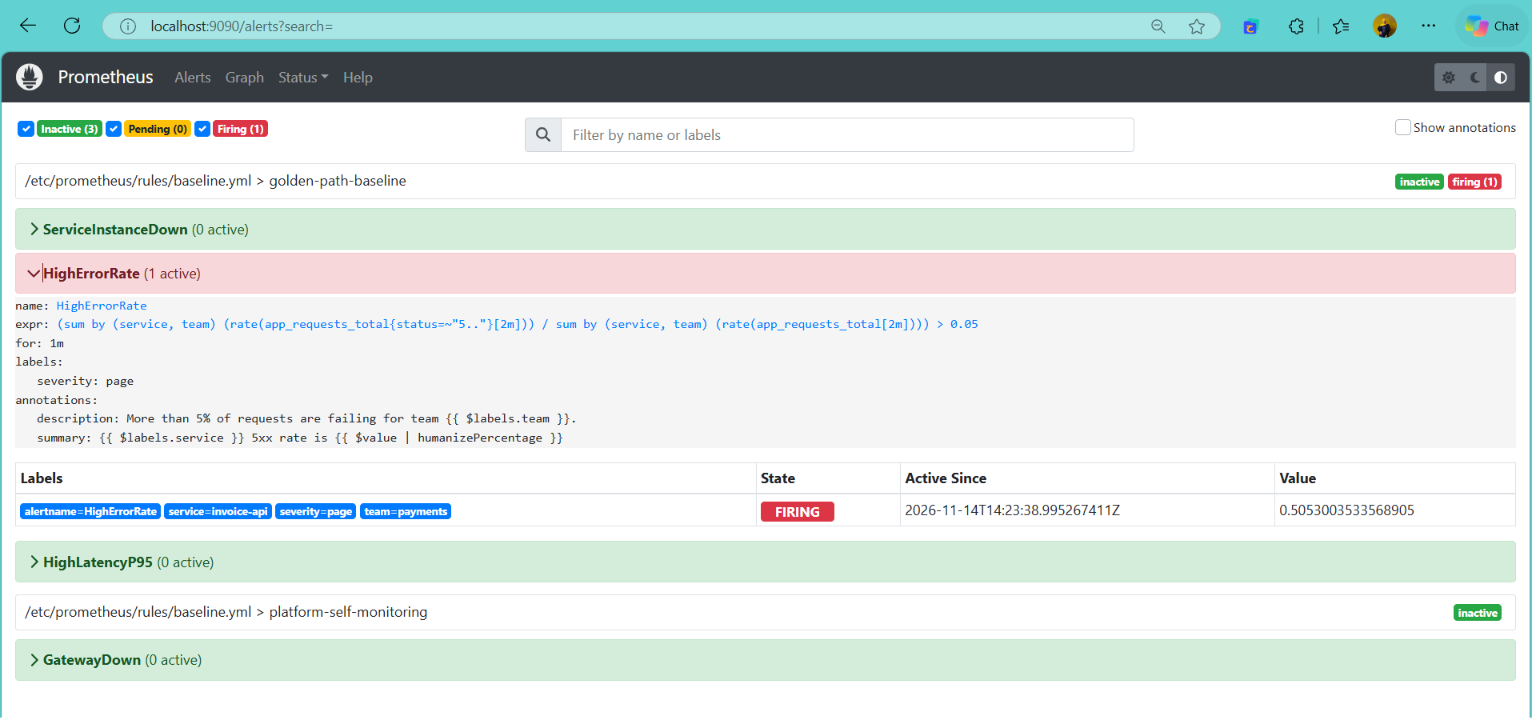 localhost:9090/alerts?search=
Chat
Prometheus Alerts Graph Status Help
Inactive (3) Pending (0) Firing (1)
Filter by name or labels
Show annotations
/etc/prometheus/rules/baseline.yml > golden-path-baseline
inactive firing (1)
ServiceInstanceDown (0 active)
HighErrorRate (1 active)
name: HighErrorRate
expr: (sum by (service, team) (rate(app_requests_total{status=~"5.."}[2m])) / sum by (service, team) (rate(app_requests_total[2m]))) > 0.05
for: 1m
labels:
severity: page
annotations:
description: More than 5% of requests are failing for team {{ $labels.team }}.
summary: {{ $labels.service }} 5xx rate is {{ $value | humanizePercentage }}
Labels State Active Since Value
alertname=HighErrorRate service=invoice-api severity=page team=payments FIRING 2026-11-14T14:23:38.995267411Z 0.5053003533568905
HighLatencyP95 (0 active)
/etc/prometheus/rules/baseline.yml > platform-self-monitoring
inactive
GatewayDown (0 active)